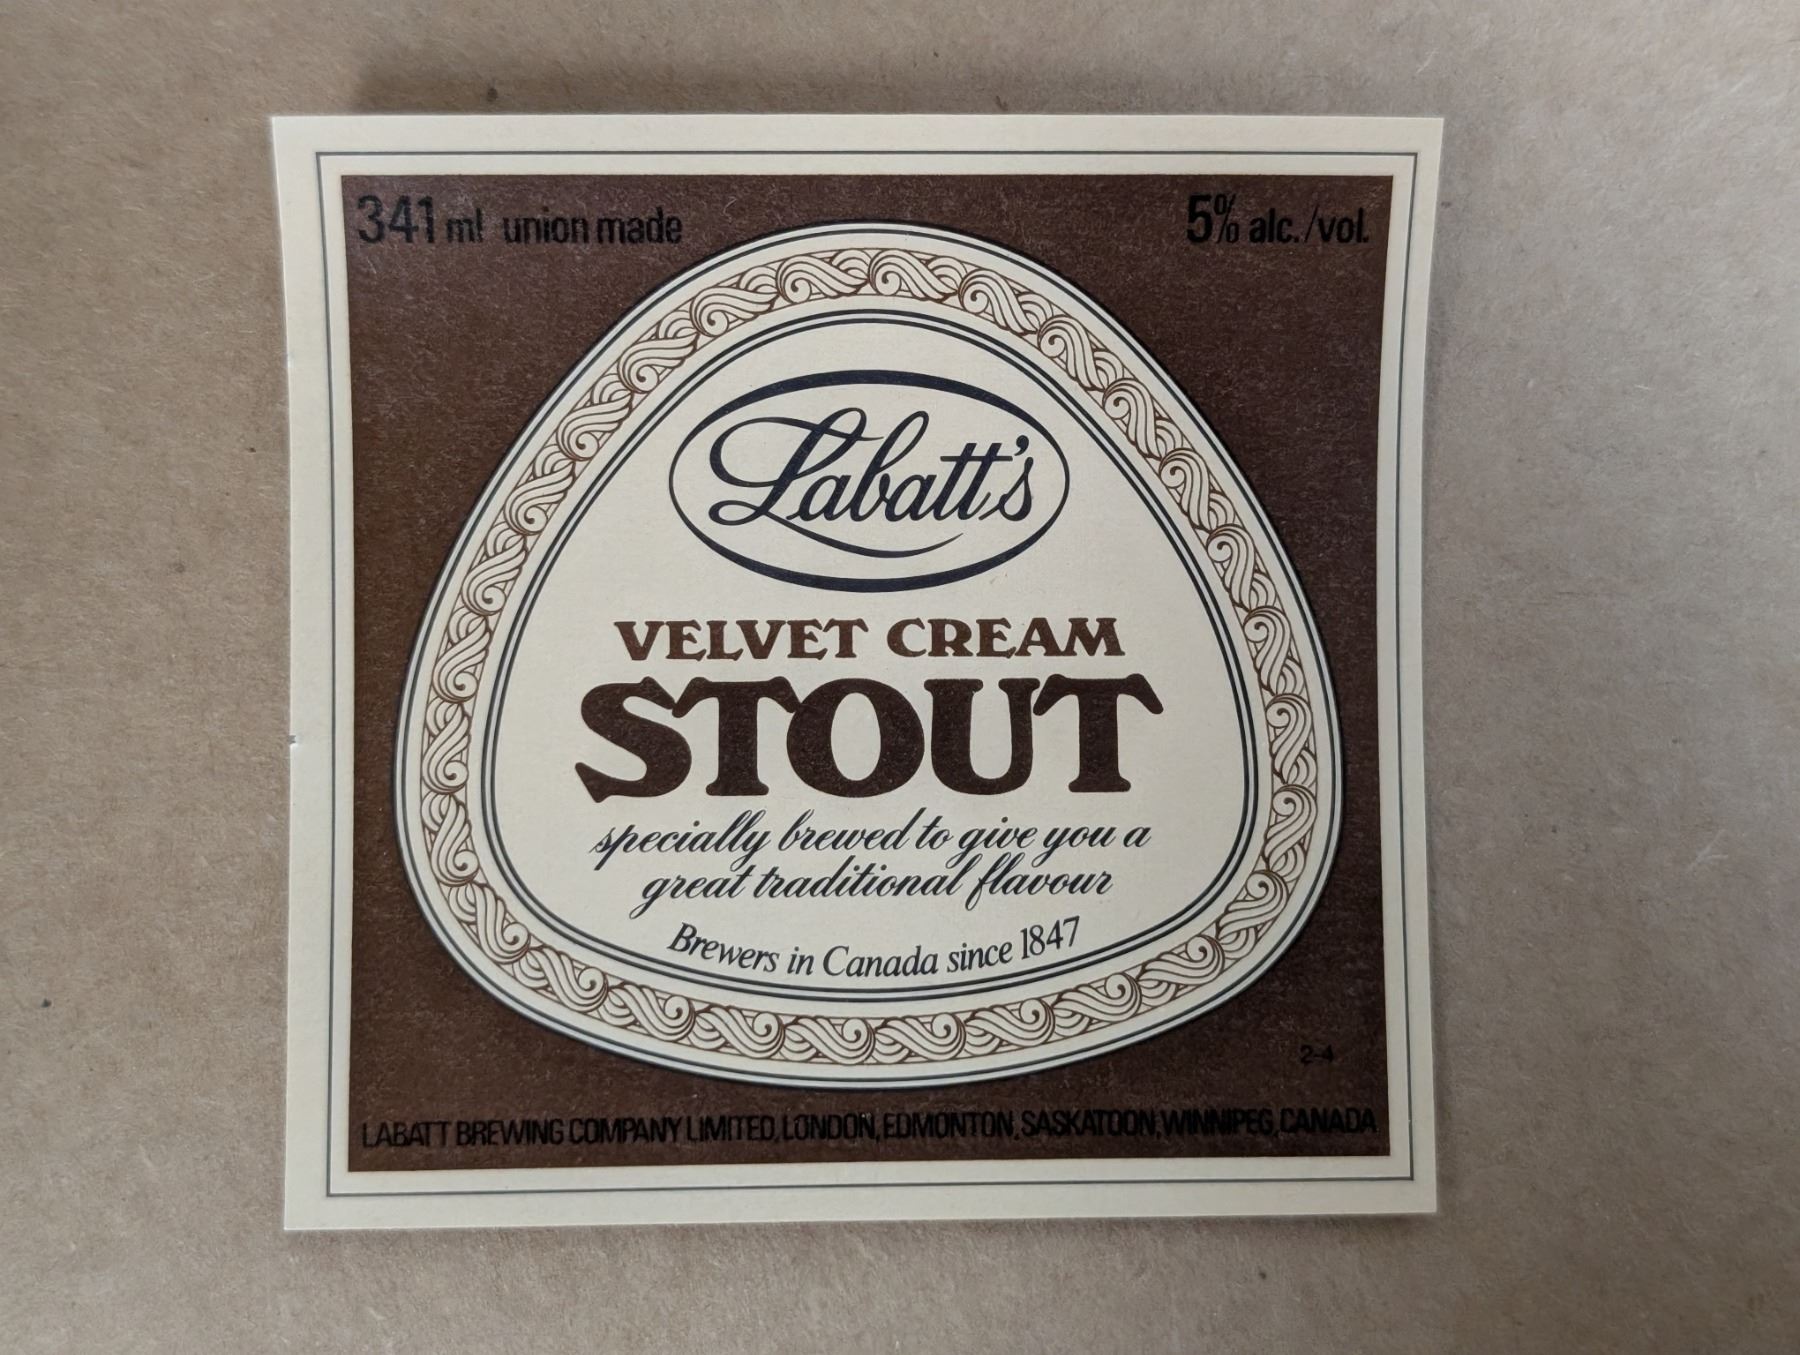 341 ml union made
5% alc./vol.
Labatt's
VELVET CREAM
STOUT
specially brewed to give you a
great traditional flavour
Brewers in Canada since 1847
2-4
LABATT BREWING COMPANY LIMITED, LONDON, EDMONTON, SASKATOON, WINNIPEG, CANADA